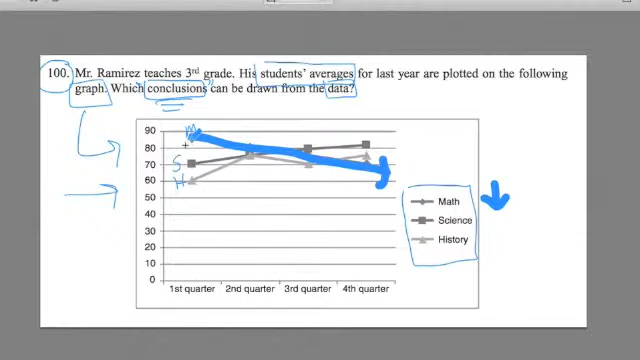 100. Mr. Ramirez teaches 3rd grade. His students' averages for last year are plotted on the following
graph. Which conclusions can be drawn from the data?
90
80
70
60
50
40
30
20
10
0
M
S
H
1st quarter 2nd quarter 3rd quarter 4th quarter
Math
Science
History